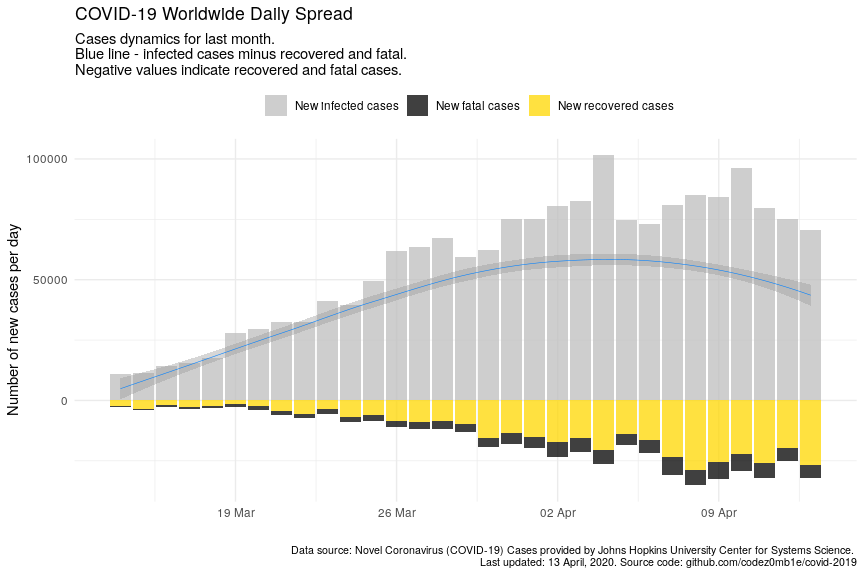 COVID-19 Worldwide Daily Spread
Cases dynamics for last month.
Blue line - infected cases minus recovered and fatal.
Negative values indicate recovered and fatal cases.
New infected cases New fatal cases New recovered cases
Number of new cases per day
100000
50000
0
19 Mar 26 Mar 02 Apr 09 Apr
Data source: Novel Coronavirus (COVID-19) Cases provided by Johns Hopkins University Center for Systems Science.
Last updated: 13 April, 2020. Source code: github.com/codez0mb1e/covid-2019